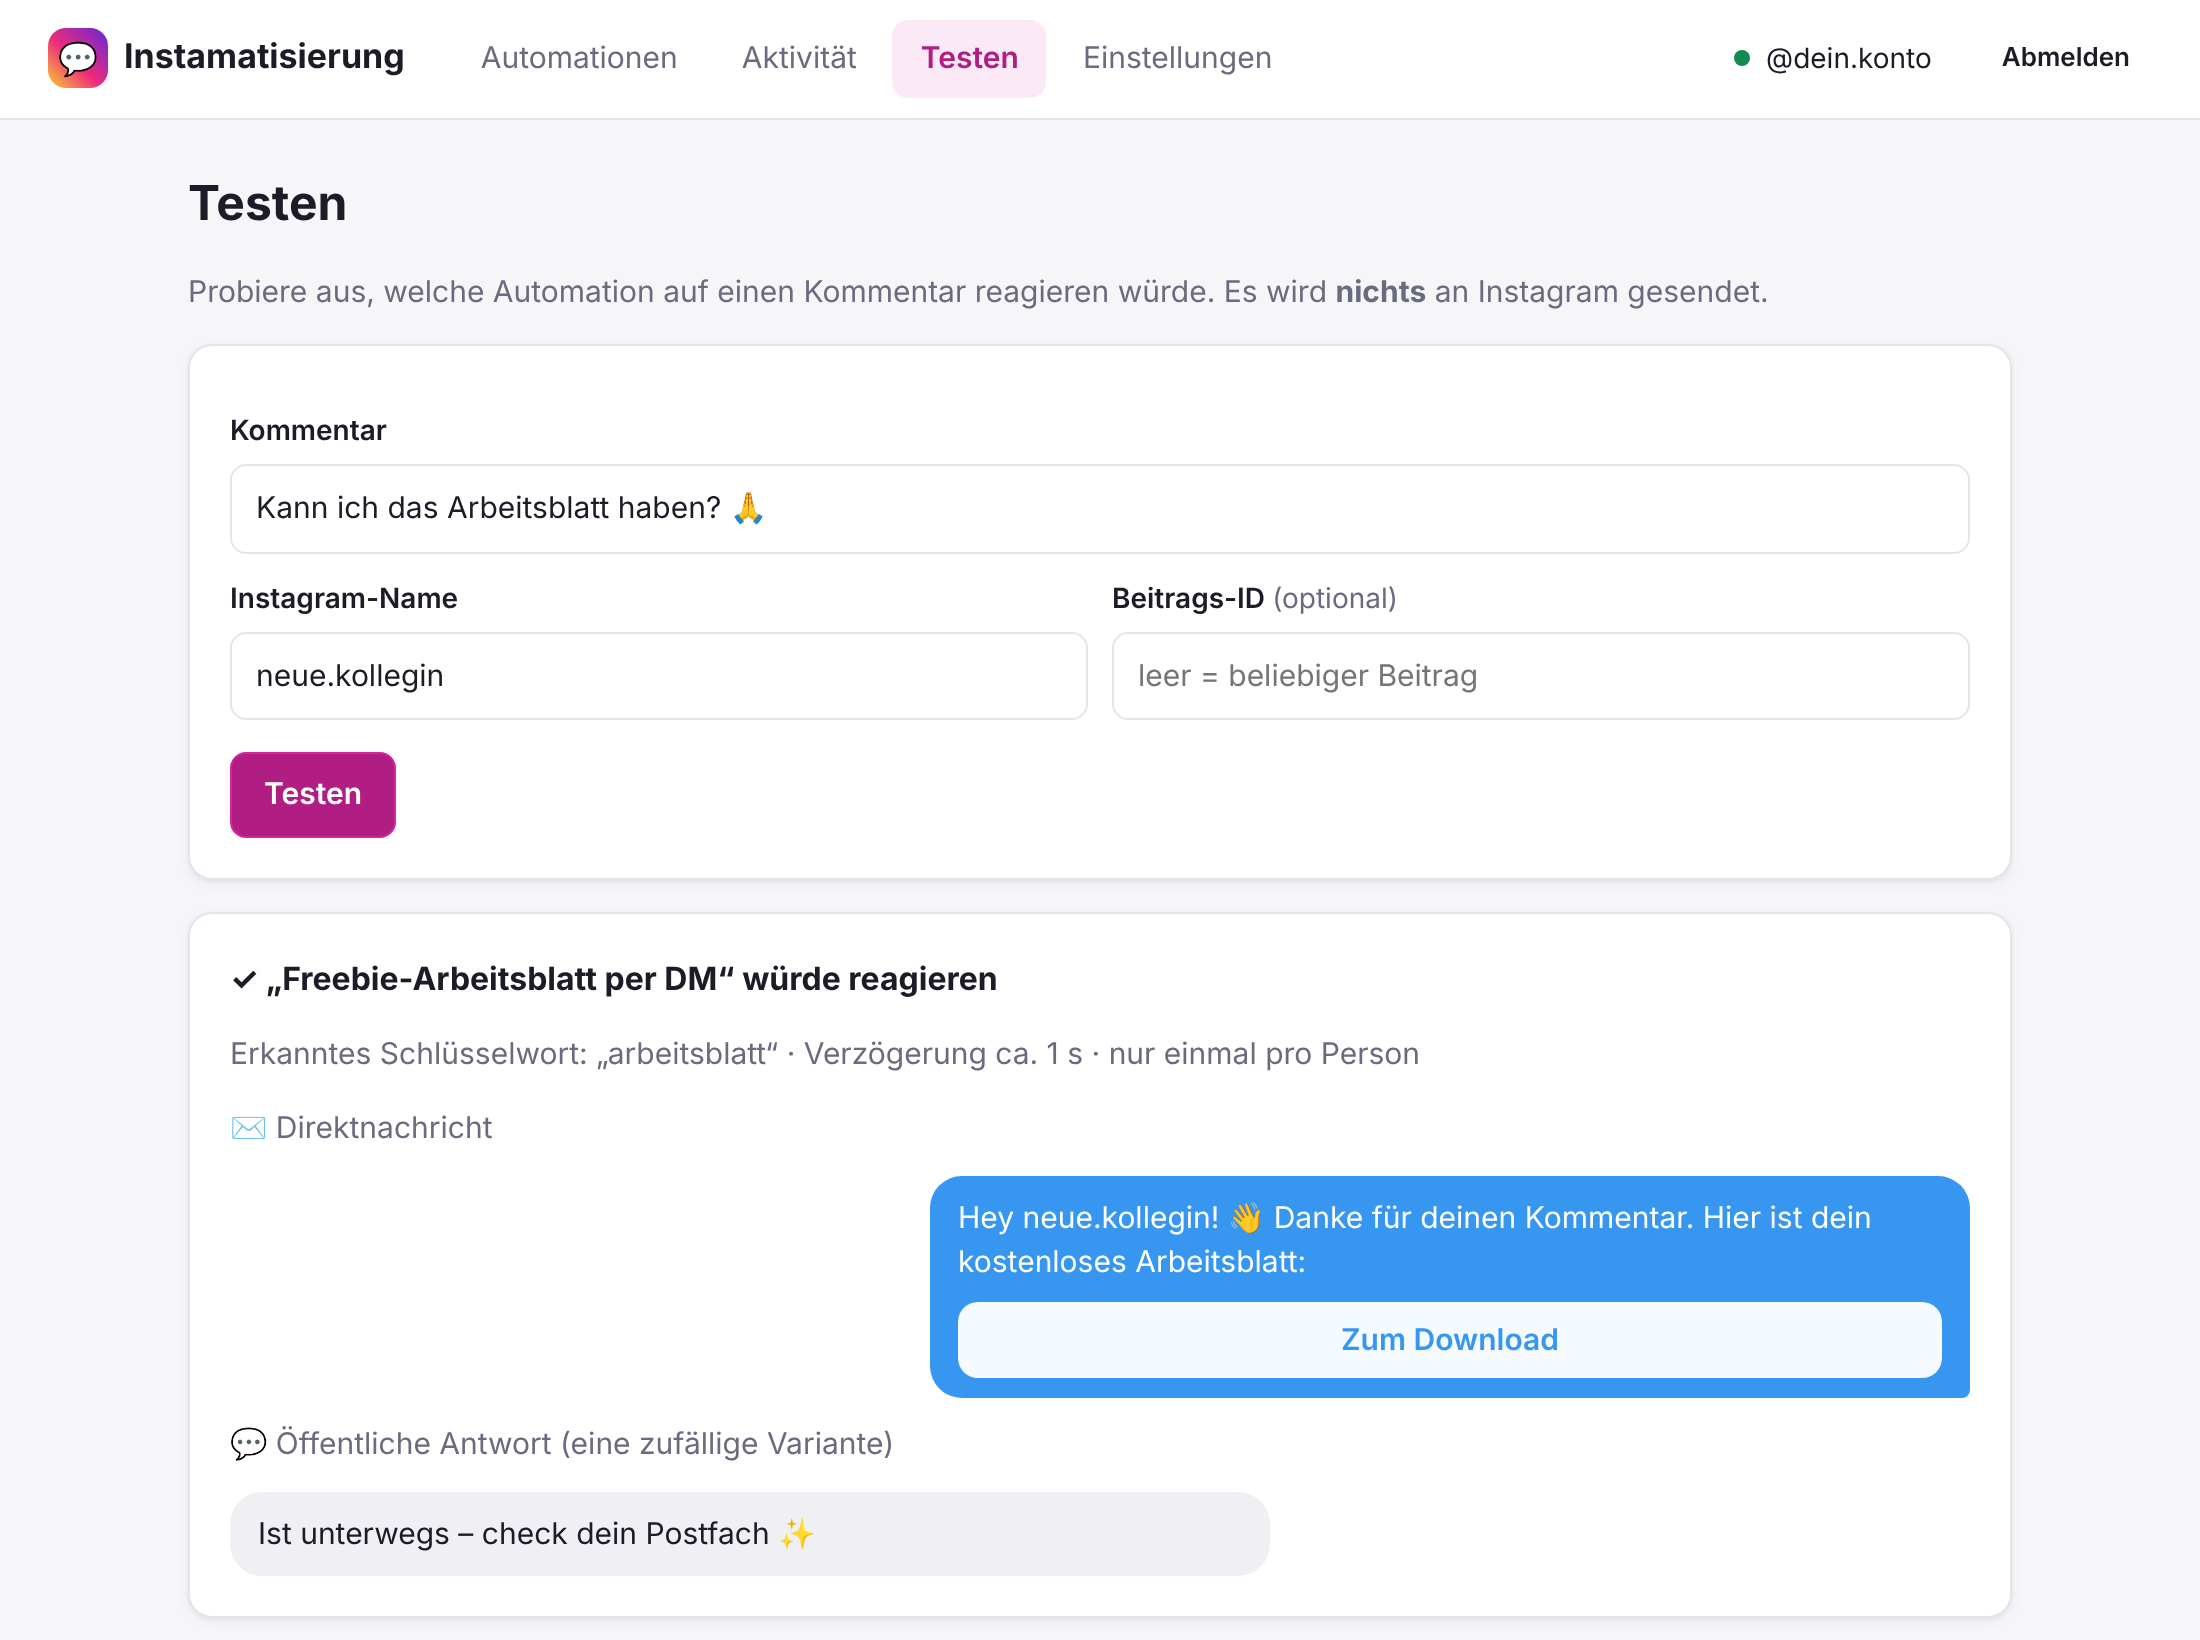 💬 Instamatisierung Automationen Aktivität Testen Einstellungen @dein.konto Abmelden
Testen
Probiere aus, welche Automation auf einen Kommentar reagieren würde. Es wird nichts an Instagram gesendet.
Kommentar
Kann ich das Arbeitsblatt haben? 🙏
Instagram-Name Beitrags-ID (optional)
neue.kollegin leer = beliebiger Beitrag
Testen
✓ „Freebie-Arbeitsblatt per DM“ würde reagieren
Erkanntes Schlüsselwort: „arbeitsblatt“ · Verzögerung ca. 1 s · nur einmal pro Person
✉️ Direktnachricht
Hey neue.kollegin! 👋 Danke für deinen Kommentar. Hier ist dein
kostenloses Arbeitsblatt:
Zum Download
💬 Öffentliche Antwort (eine zufällige Variante)
Ist unterwegs – check dein Postfach ✨